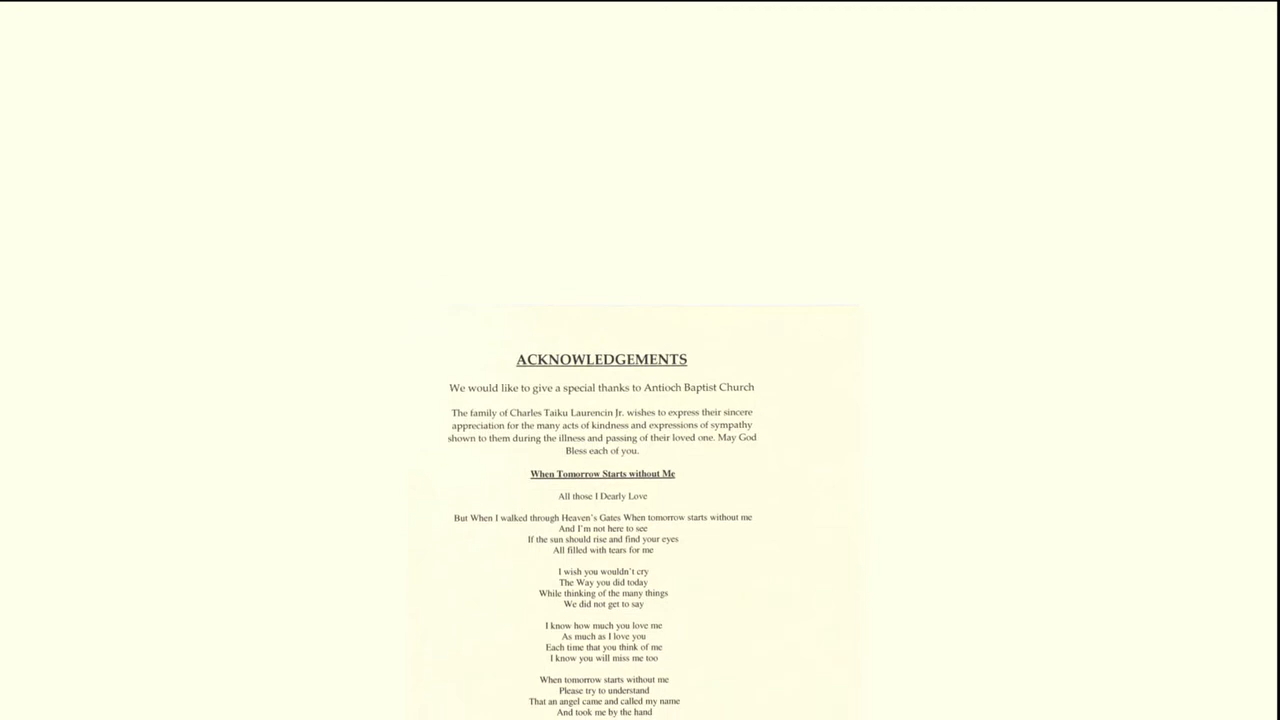 ACKNOWLEDGEMENTS
We would like to give a special thanks to Antioch Baptist Church
The family of Charles Taiku Laurencin Jr. wishes to express their sincere
appreciation for the many acts of kindness and expressions of sympathy
shown to them during the illness and passing of their loved one. May God
Bless each of you.
When Tomorrow Starts without Me
All those I Dearly Love
But When I walked through Heaven's Gates When tomorrow starts without me
And I'm not here to see
If the sun should rise and find your eyes
All filled with tears for me
I wish you wouldn't cry
The Way you did today
While thinking of the many things
We did not get to say
I know how much you love me
As much as I love you
Each time that you think of me
I know you will miss me too
When tomorrow starts without me
Please try to understand
That an angel came and called my name
And took me by the hand